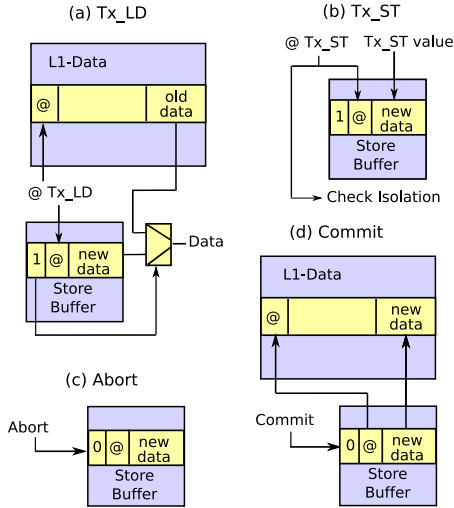 (a) Tx_LD
L1-Data
@
old
data
@ Tx_LD
1
@
new
data
Store
Buffer
Data
(b) Tx_ST
@ Tx_ST
Tx_ST value
1
@
new
data
Store
Buffer
Check Isolation
(c) Abort
Abort
0
@
new
data
Store
Buffer
(d) Commit
L1-Data
@
new
data
Commit
0
@
new
data
Store
Buffer